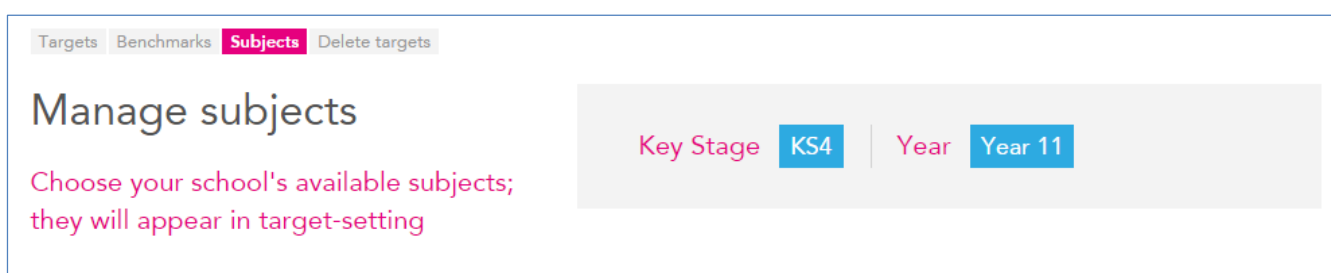 Targets Benchmarks Subjects Delete targets
Manage subjects
Key Stage KS4 Year Year 11
Choose your school's available subjects;
they will appear in target-setting